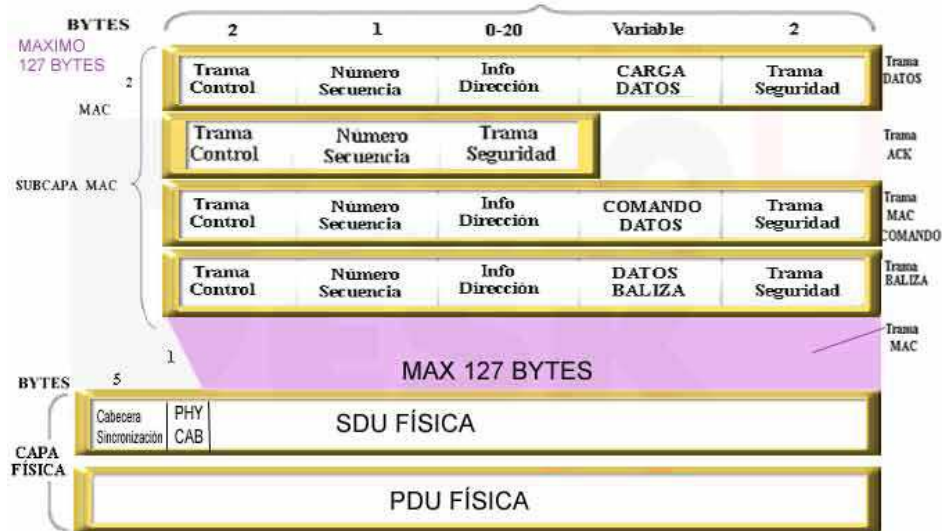 BYTES
2 1 0-20 Variable 2
MAXIMO
127 BYTES
2
MAC
SUBCAPA MAC
Trama Control
Número Secuencia
Info Dirección
CARGA DATOS
Trama Seguridad
Trama DATOS
Trama Control
Número Secuencia
Trama Seguridad
Trama ACK
Trama Control
Número Secuencia
Info Dirección
COMANDO DATOS
Trama Seguridad
Trama MAC COMANDO
Trama Control
Número Secuencia
Info Dirección
DATOS BALIZA
Trama Seguridad
Trama BALIZA
Trama MAC
1
MAX 127 BYTES
BYTES
5
Cabecera Sincronización
PHY CAB
SDU FÍSICA
CAPA FÍSICA
PDU FÍSICA